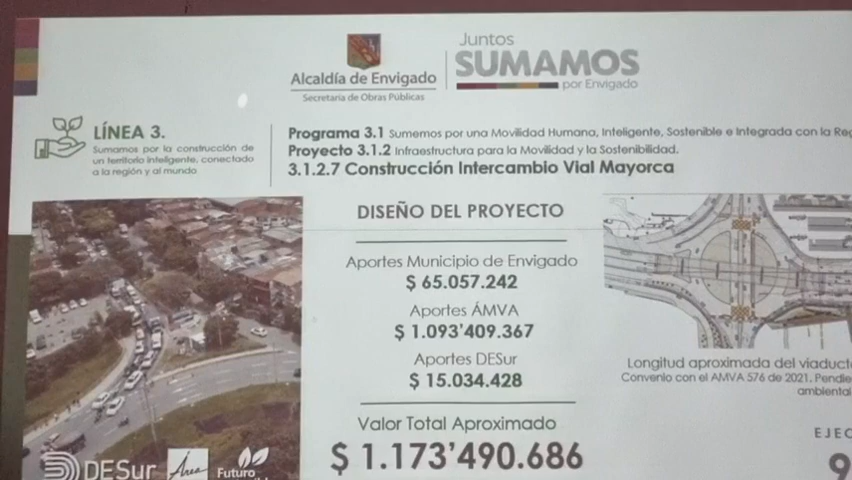 Alcaldía de Envigado
Secretaría de Obras Públicas
Juntos
SUMAMOS
por Envigado
LÍNEA 3.
Sumamos por la construcción de
un territorio inteligente, conectado
a la región y al mundo
Programa 3.1 Sumemos por una Movilidad Humana, Inteligente, Sostenible e Integrada con la Re
Proyecto 3.1.2 Infraestructura para la Movilidad y la Sostenibilidad.
3.1.2.7 Construcción Intercambio Vial Mayorca
DISEÑO DEL PROYECTO
Aportes Municipio de Envigado
$ 65.057.242
Aportes ÁMVA
$ 1.093'409.367
Aportes DESur
$ 15.034.428
Valor Total Aproximado
$ 1.173'490.686
Longitud aproximada del viaduct
Convenio con el AMVA 576 de 2021. Pendie
ambiental
EJEC
9
DESur
Área
Futuro